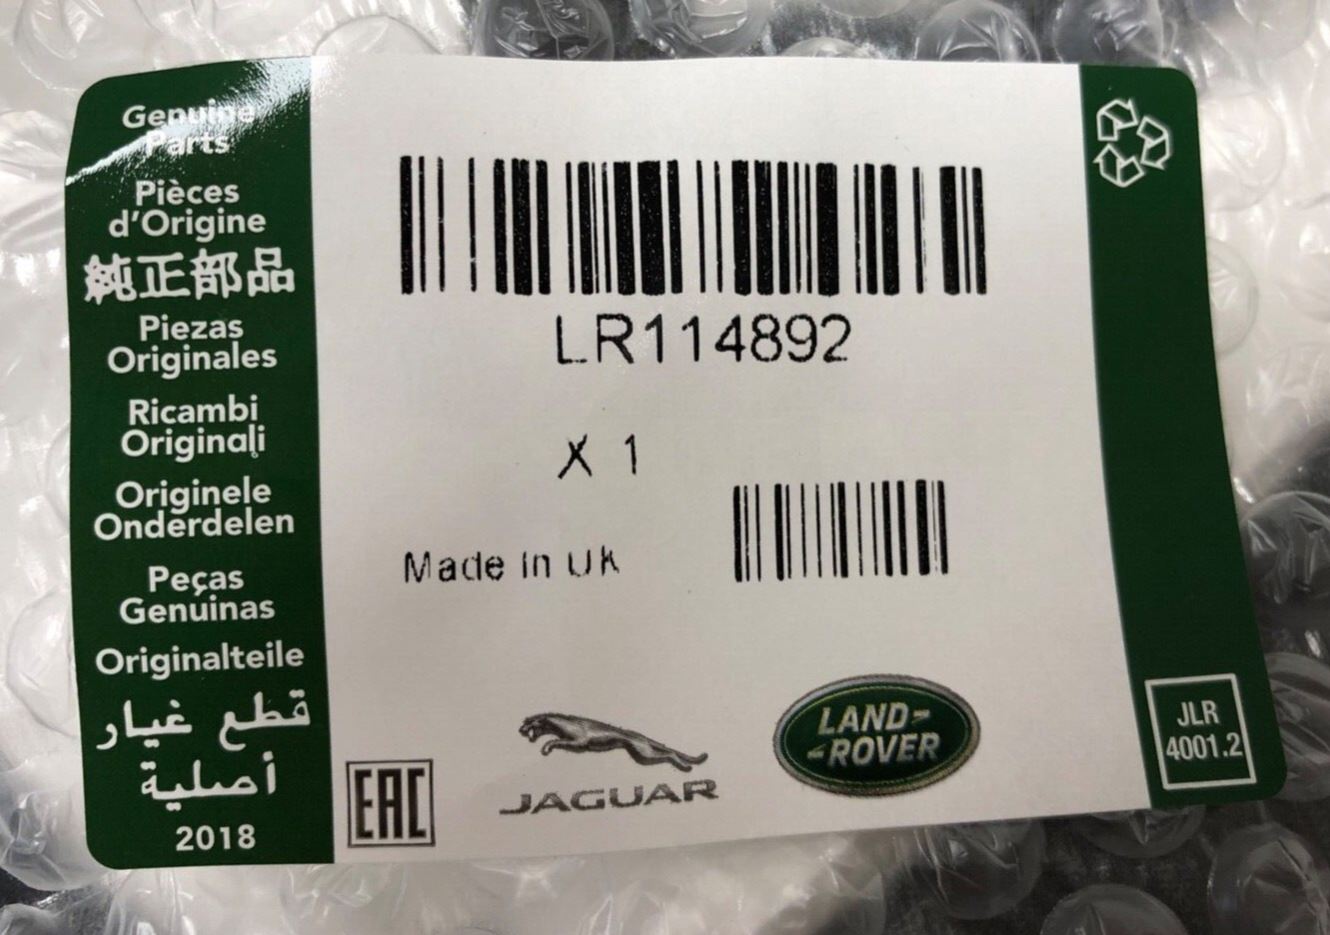 Genuine
Parts
Pièces
d'Origine
純正部品
Piezas
Originales
Ricambi
Originali
Originele
Onderdelen
Peças
Genuinas
Originalteile
قطع غيار
أصلية
2018
LR114892
X 1
Made In UK
EAC
JAGUAR
LAND-
-ROVER
JLR
4001.2